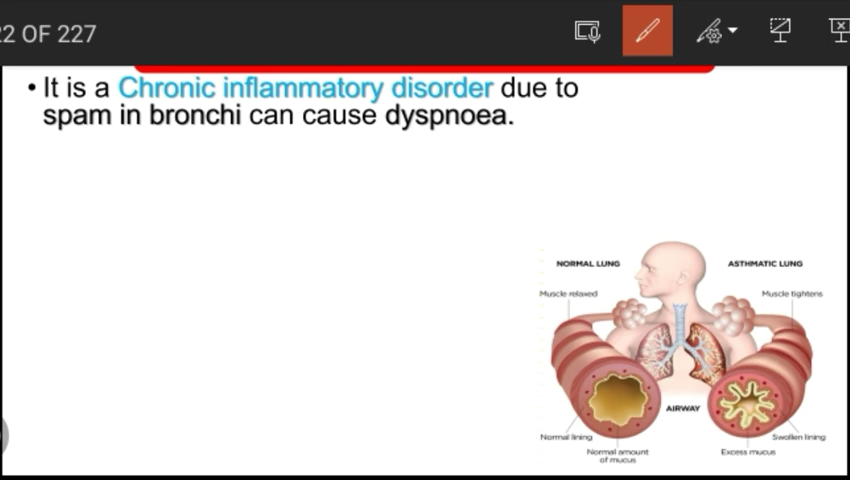 22 OF 227
• It is a Chronic inflammatory disorder due to
spam in bronchi can cause dyspnoea.
NORMAL LUNG
ASTHMATIC LUNG
Muscle relaxed
Muscle tightens
AIRWAY
Normal lining
Swollen lining
Normal amount
of mucus
Excess mucus